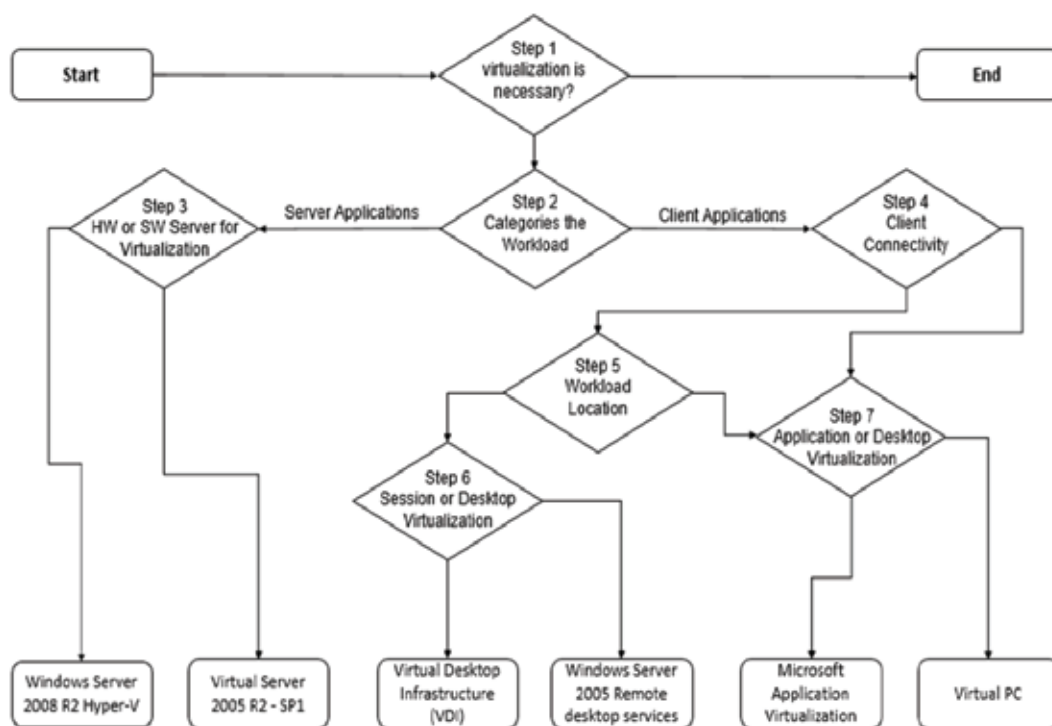 Start
Step 1
virtualization is
necessary?
End
Step 3
HW or SW Server for
Virtualization
Server Applications
Step 2
Categories the
Workload
Client Applications
Step 4
Client
Connectivity
Step 5
Workload
Location
Step 7
Application or Desktop
Virtualization
Step 6
Session or Desktop
Virtualization
Windows Server
2008 R2 Hyper-V
Virtual Server
2005 R2 - SP1
Virtual Desktop
Infrastructure
(VDI)
Windows Server
2005 Remote
desktop services
Microsoft
Application
Virtualization
Virtual PC